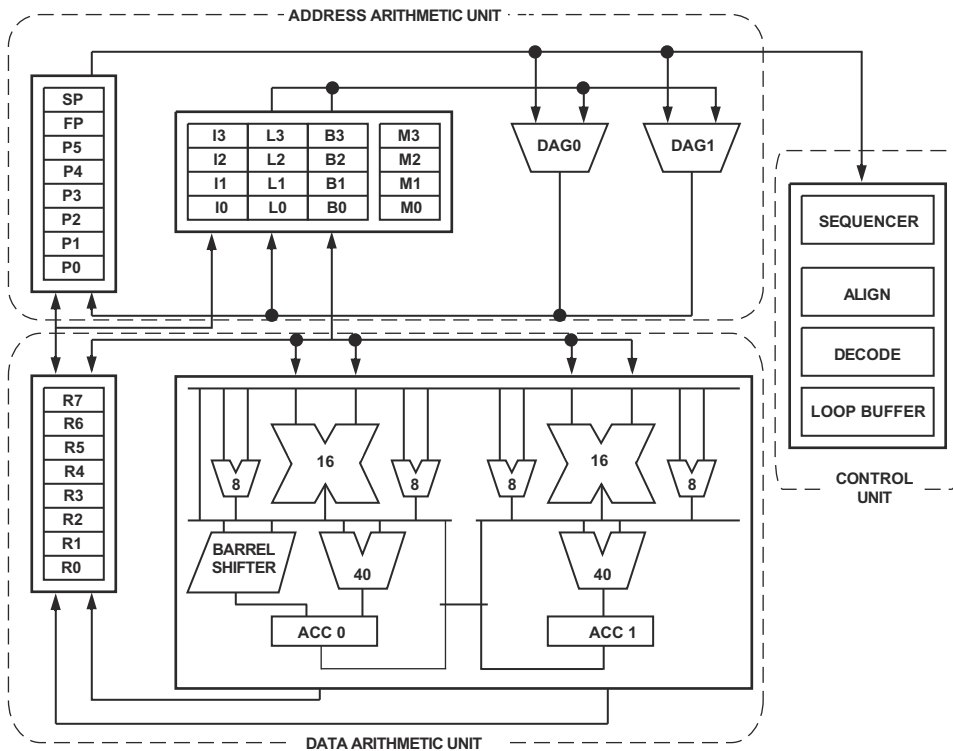 ADDRESS ARITHMETIC UNIT
SP
FP
P5
P4
P3
P2
P1
P0
I3 L3 B3 M3
I2 L2 B2 M2
I1 L1 B1 M1
I0 L0 B0 M0
DAG0
DAG1
SEQUENCER
ALIGN
DECODE
LOOP BUFFER
CONTROL
UNIT
R7
R6
R5
R4
R3
R2
R1
R0
8
16
8
8
16
8
BARREL
SHIFTER
40
40
ACC 0
ACC 1
DATA ARITHMETIC UNIT